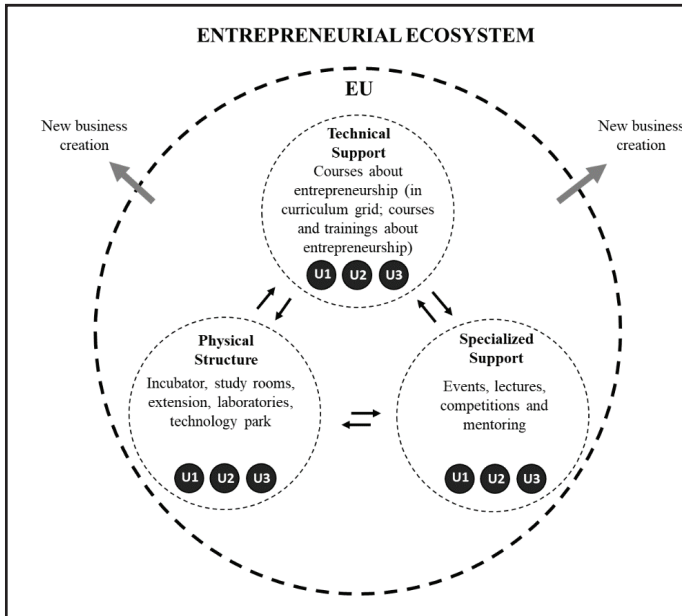 ENTREPRENEURIAL ECOSYSTEM
EU
New business
creation
New business
creation
Technical
Support
Courses about
entrepreneurship (in
curriculum grid; courses
and trainings about
entrepreneurship)
U1 U2 U3
Physical
Structure
Incubator, study rooms,
extension, laboratories,
technology park
U1 U2 U3
Specialized
Support
Events, lectures,
competitions and
mentoring
U1 U2 U3